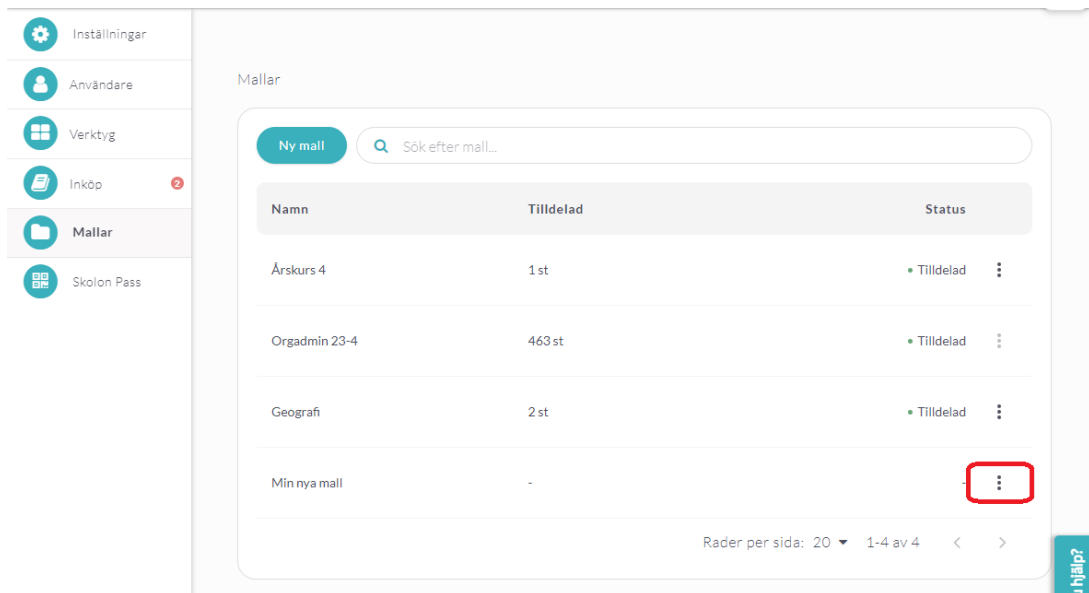 Inställningar
Användare
Verktyg
Inköp 2
Mallar
Skolon Pass
Mallar
Ny mall Sök efter mall...
Namn Tilldelad Status
Årskurs 4 1 st Tilldelad
Orgadmin 23-4 463 st Tilldelad
Geografi 2 st Tilldelad
Min nya mall - -
Rader per sida: 20 1-4 av 4
hjälp?